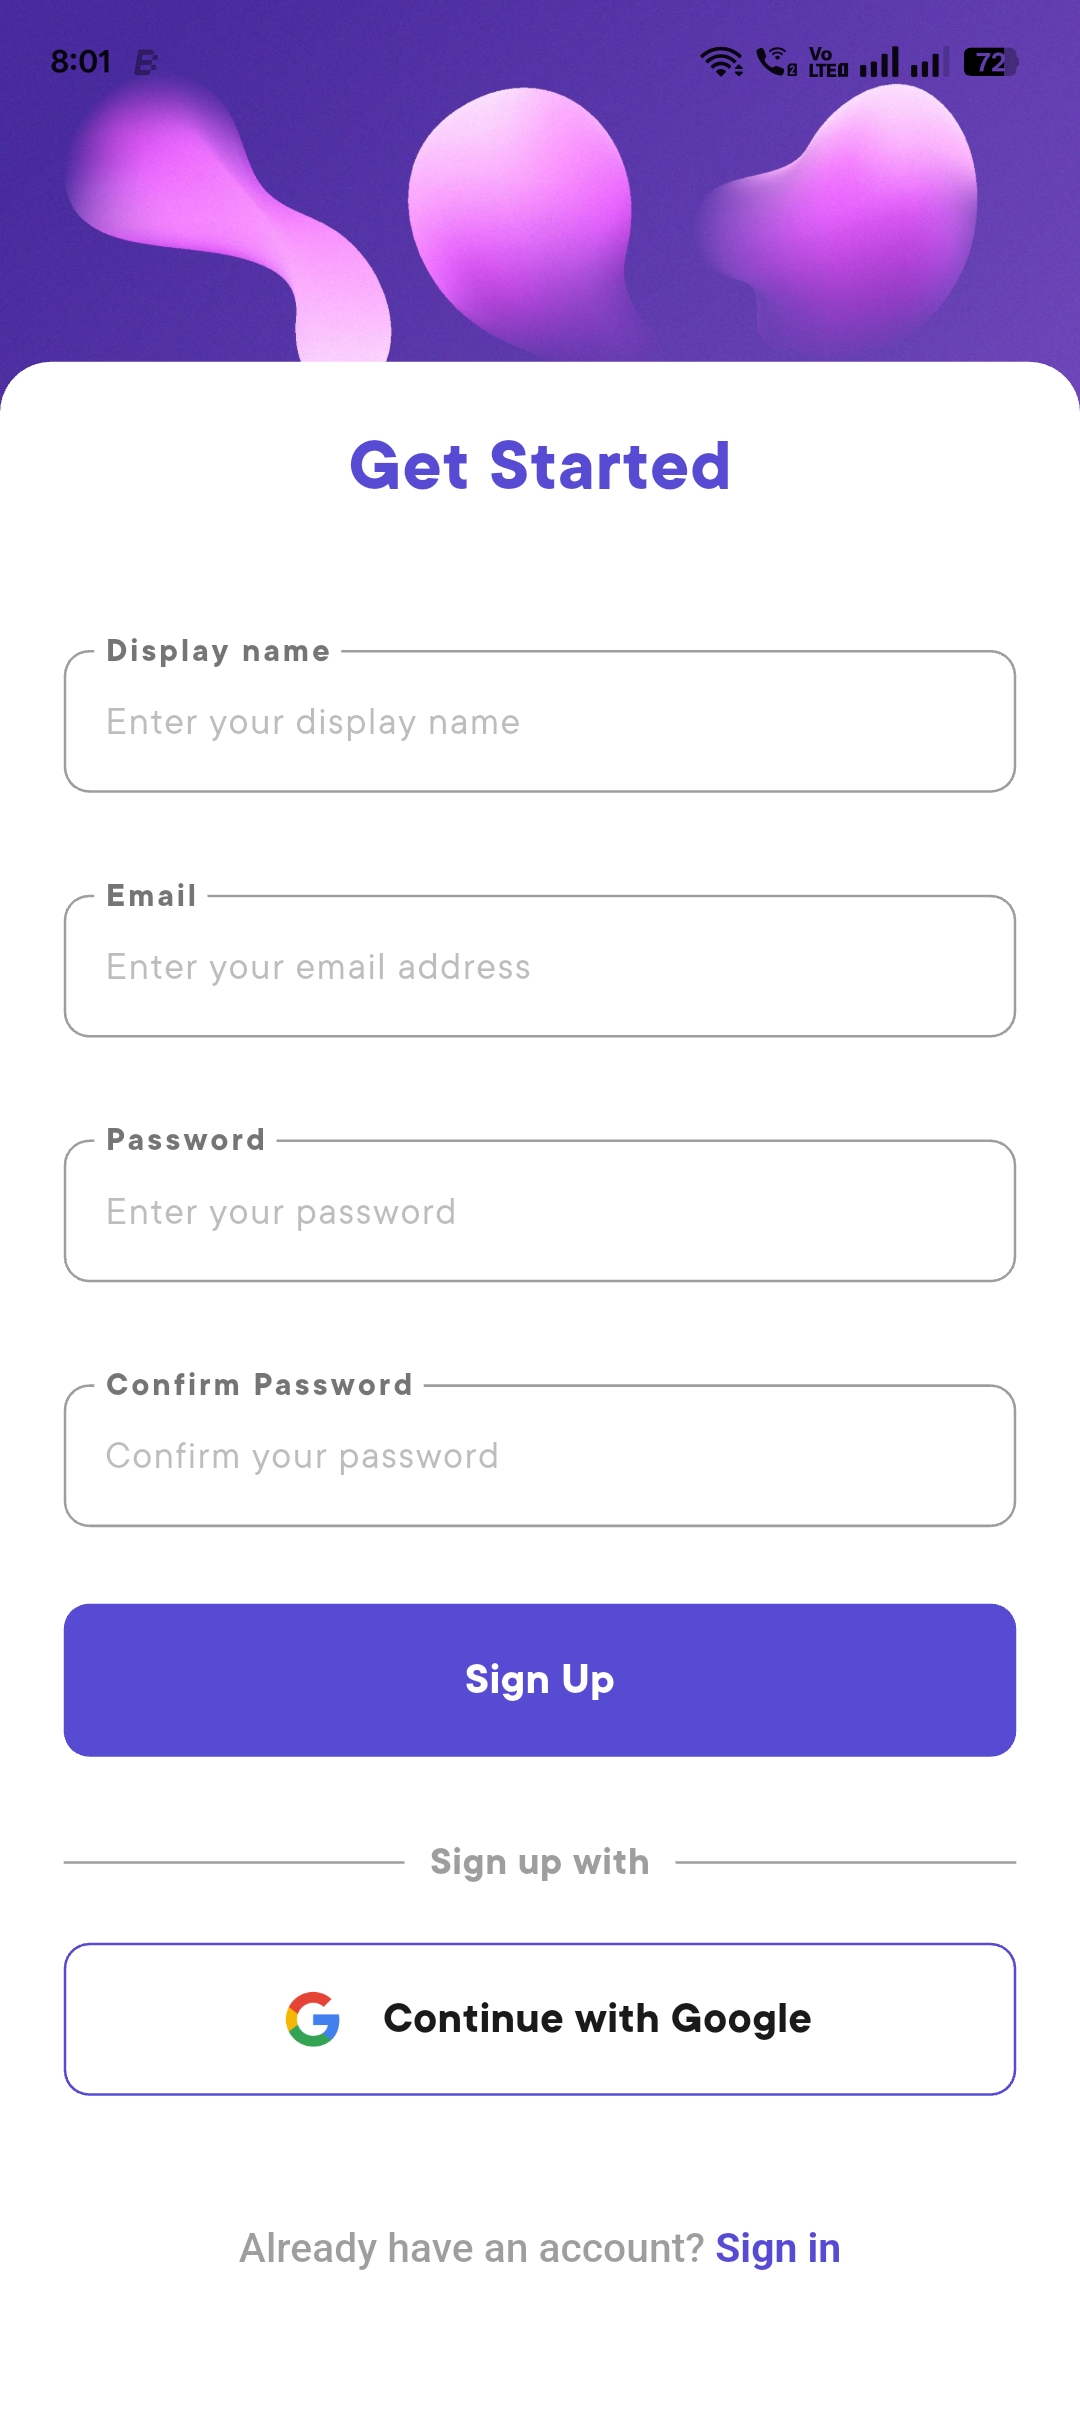 8:01
Vo
LTE
2
72
Get Started
Display name
Enter your display name
Email
Enter your email address
Password
Enter your password
Confirm Password
Confirm your password
Sign Up
Sign up with
Continue with Google
Already have an account? Sign in